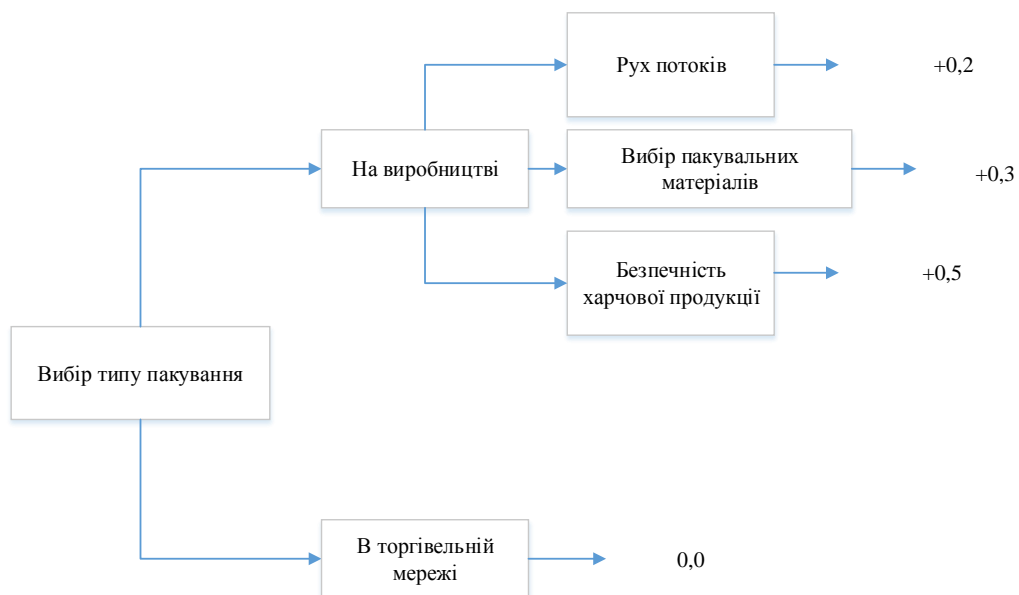 Рух потоків
+0,2
На виробництві
Вибір пакувальних
матеріалів
+0,3
Безпечність
харчової продукції
+0,5
Вибір типу пакування
В торгівельній
мережі
0,0